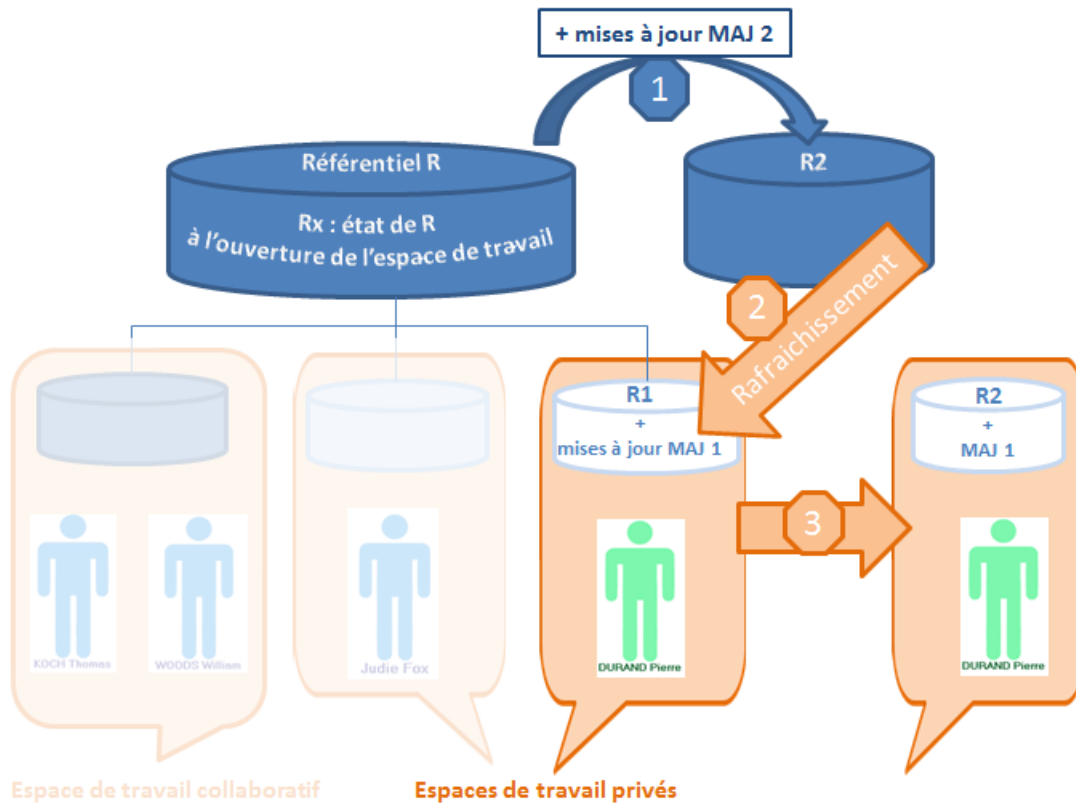 + mises à jour MAJ 2
1
Référentiel R
Rx : état de R
à l'ouverture de l'espace de travail
R2
2
Rafraichissement
R1
+
mises à jour MAJ 1
R2
+
MAJ 1
3
KOCH Thomas
WOODS William
Judie Fox
DURAND Pierre
DURAND Pierre
Espace de travail collaboratif
Espaces de travail privés